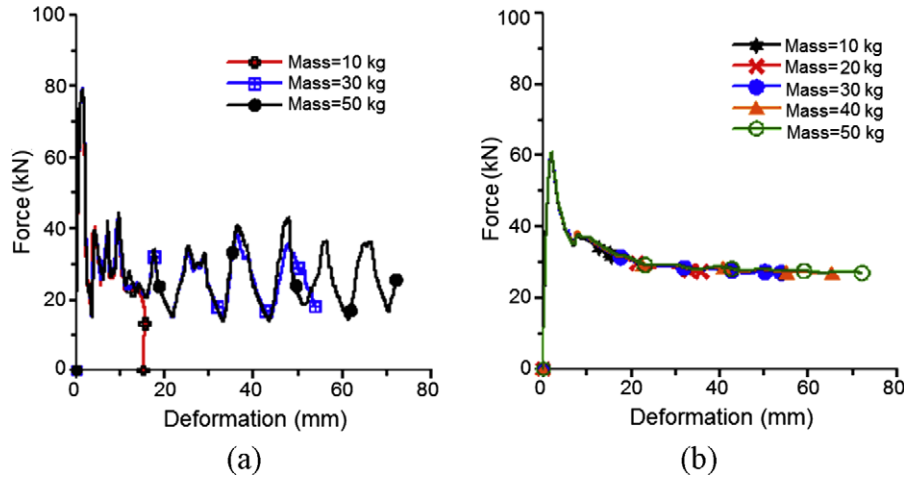 100
80
60
40
20
0
Force (kN)
Mass=10 kg
Mass=30 kg
Mass=50 kg
0
20
40
60
80
Deformation (mm)
(a)
100
80
60
40
20
0
Force (kN)
Mass=10 kg
Mass=20 kg
Mass=30 kg
Mass=40 kg
Mass=50 kg
0
20
40
60
80
Deformation (mm)
(b)